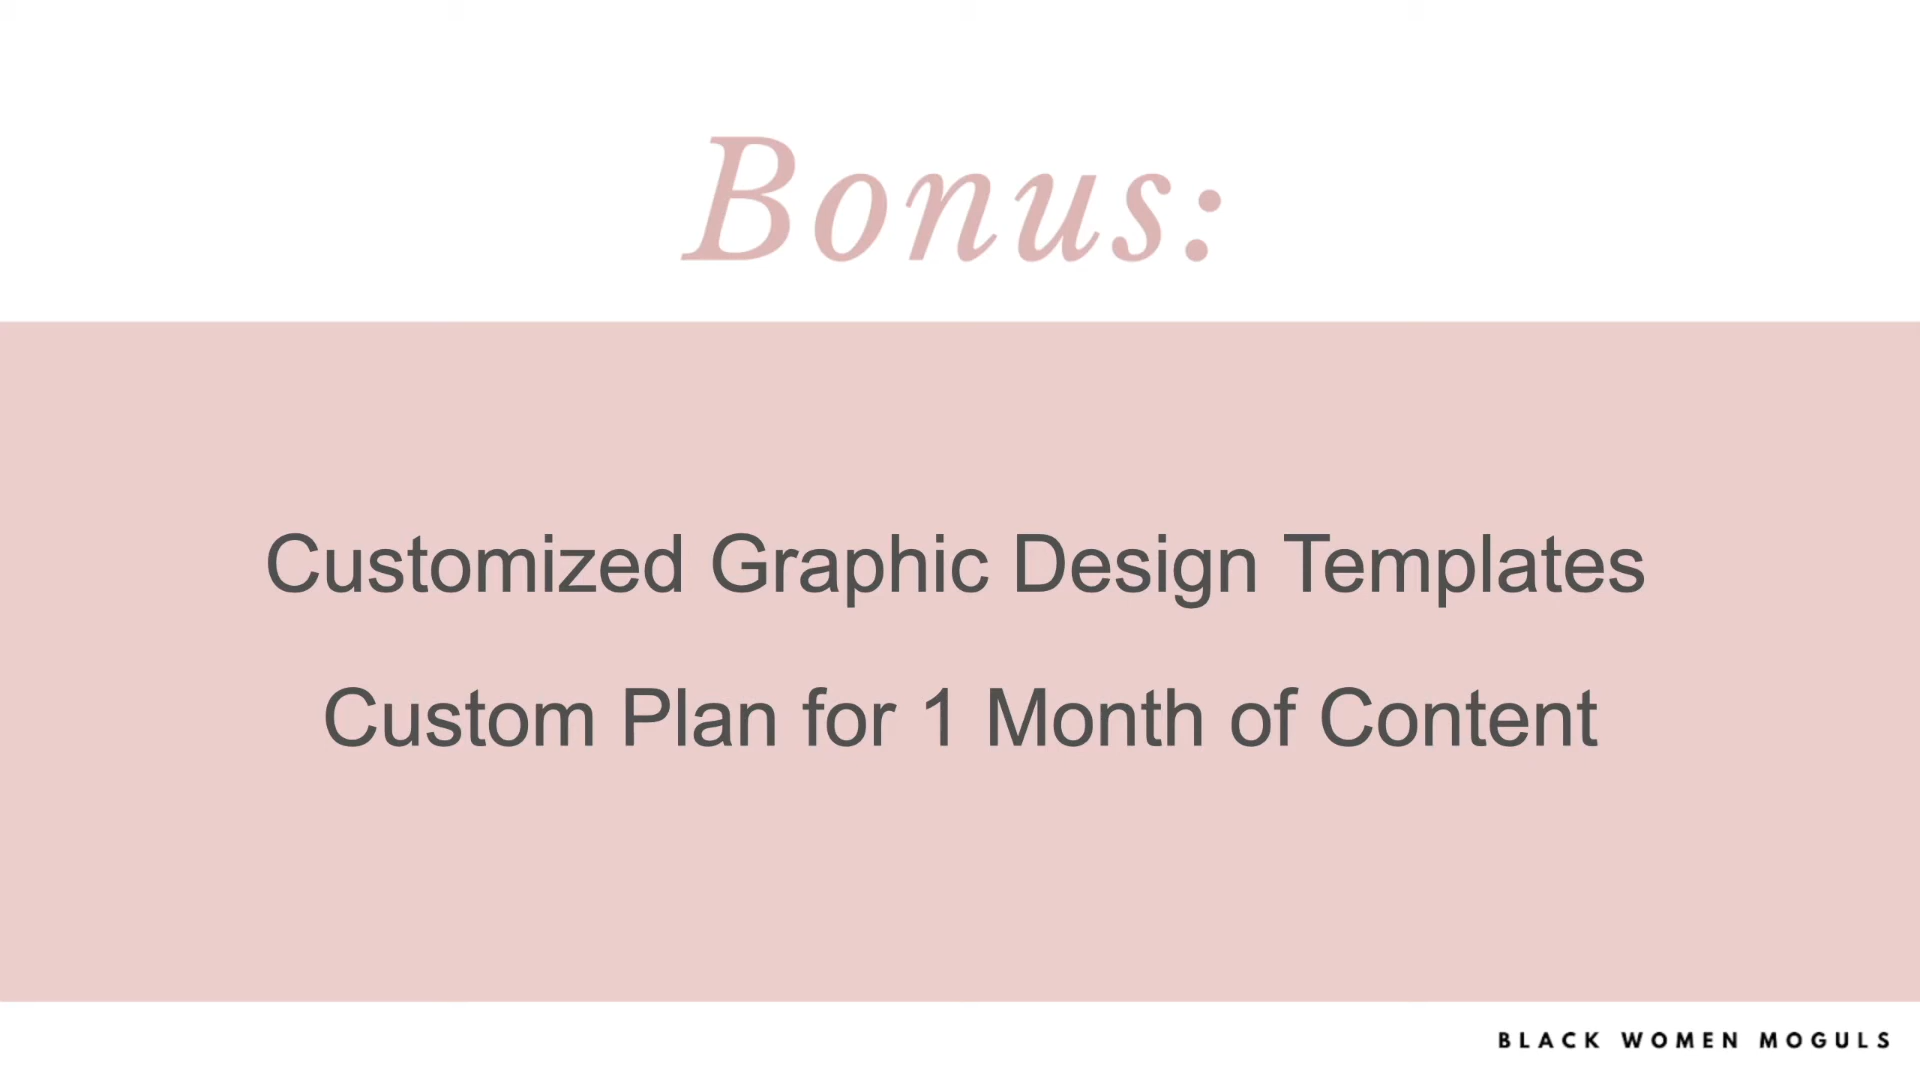 Bonus:
Customized Graphic Design Templates
Custom Plan for 1 Month of Content
BLACK WOMEN MOGULS